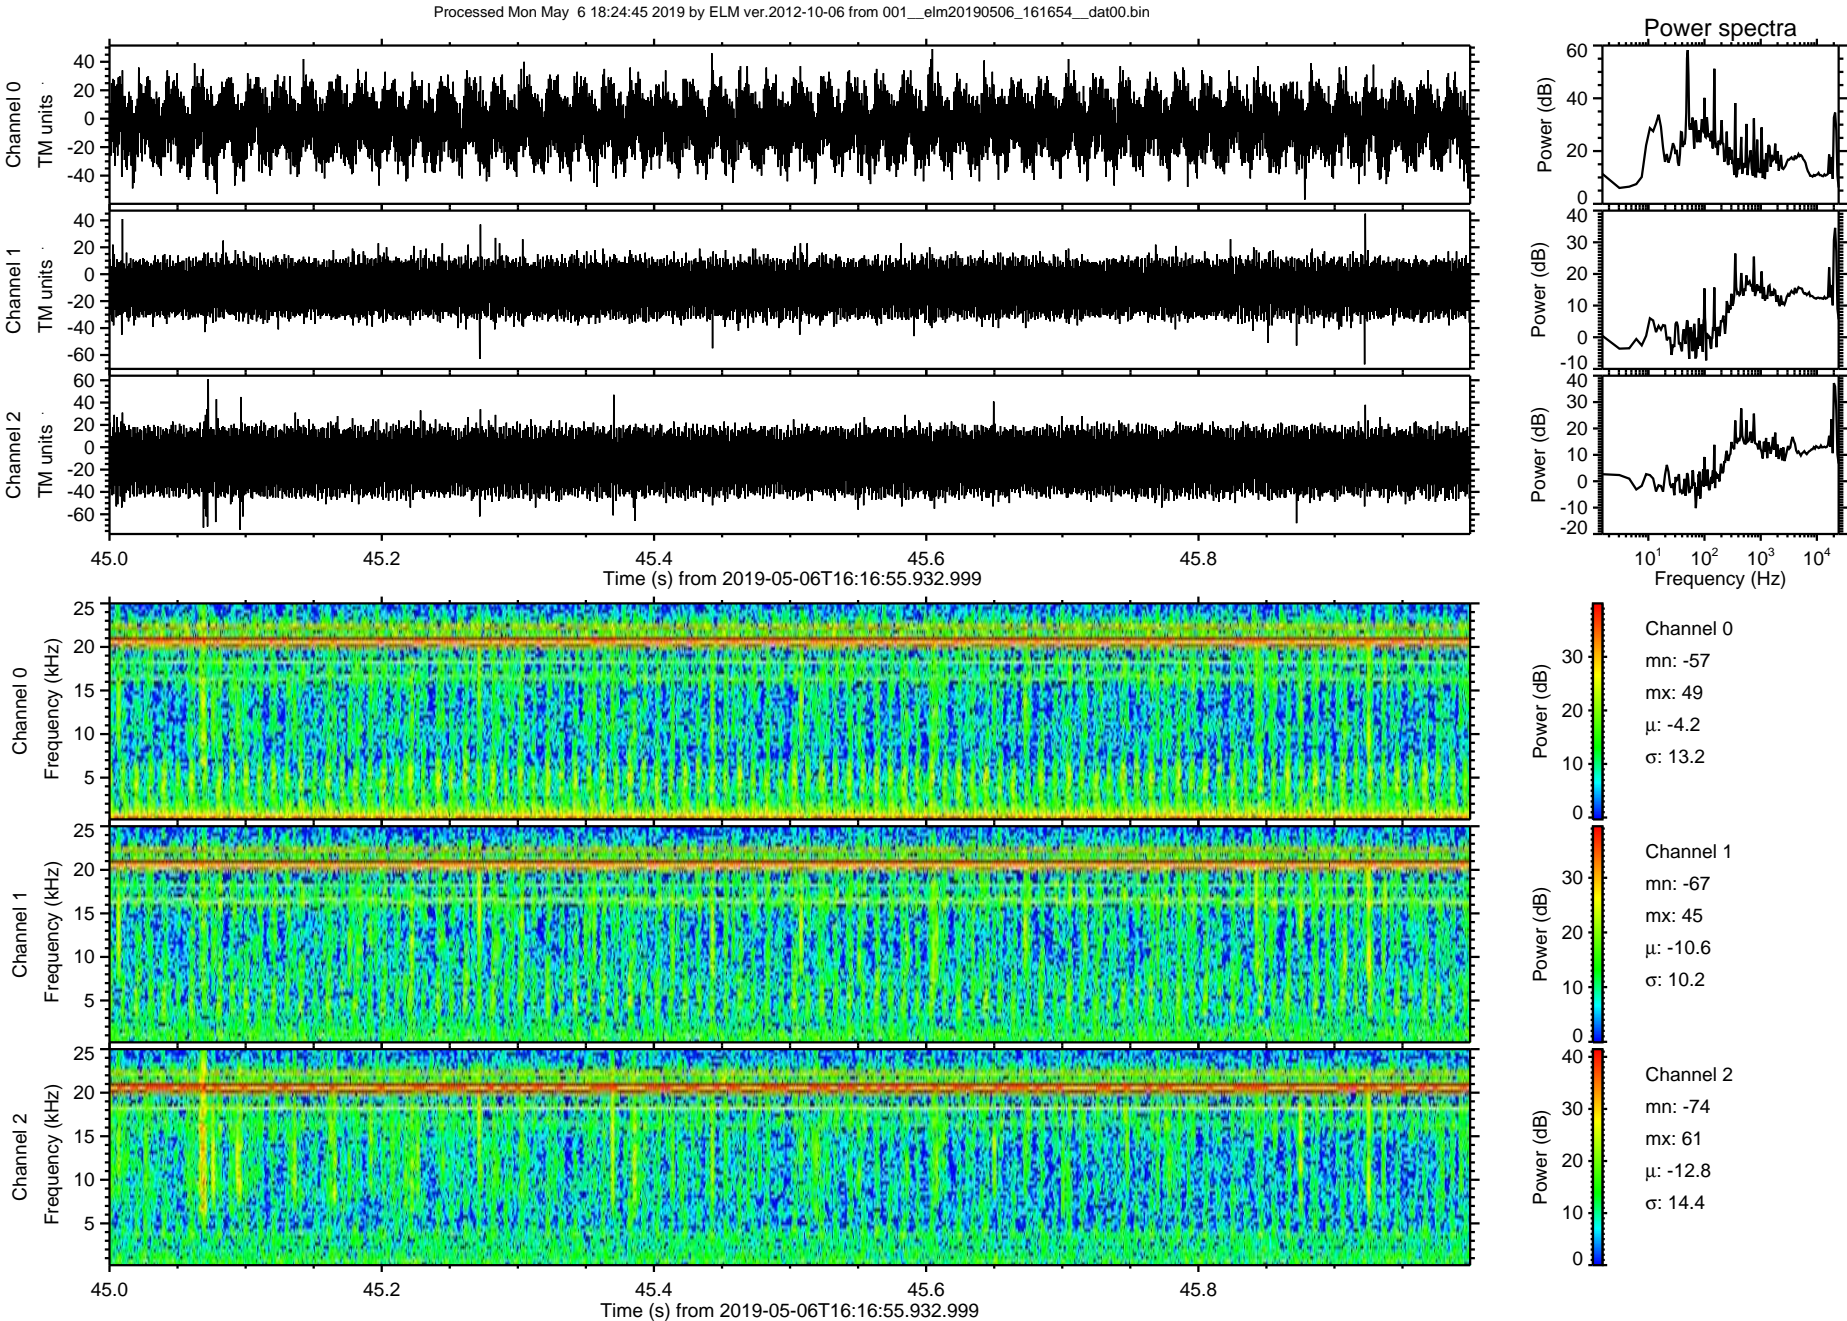 Processed Mon May  6 18:24:45 2019 by ELM ver.2012-10-06 from 001__elm20190506_161654__dat00.bin
Power spectra
Channel 0
TM units
40
20
0
-20
-40
Power (dB)
60
40
20
0
Channel 1
TM units
40
20
0
-20
-40
-60
Power (dB)
40
30
20
10
0
-10
Channel 2
TM units
60
40
20
0
-20
-40
-60
Power (dB)
40
30
20
10
0
-10
-20
45.0 45.2 45.4 45.6 45.8
Time (s) from 2019-05-06T16:16:55.932.999
10¹ 10² 10³ 10⁴
Frequency (Hz)
Channel 0
Frequency (kHz)
25
20
15
10
5
Power (dB)
30
20
10
0
Channel 0
mn: -57
mx: 49
μ: -4.2
σ: 13.2
Channel 1
Frequency (kHz)
25
20
15
10
5
Power (dB)
30
20
10
0
Channel 1
mn: -67
mx: 45
μ: -10.6
σ: 10.2
Channel 2
Frequency (kHz)
25
20
15
10
5
Power (dB)
40
30
20
10
0
Channel 2
mn: -74
mx: 61
μ: -12.8
σ: 14.4
45.0 45.2 45.4 45.6 45.8
Time (s) from 2019-05-06T16:16:55.932.999